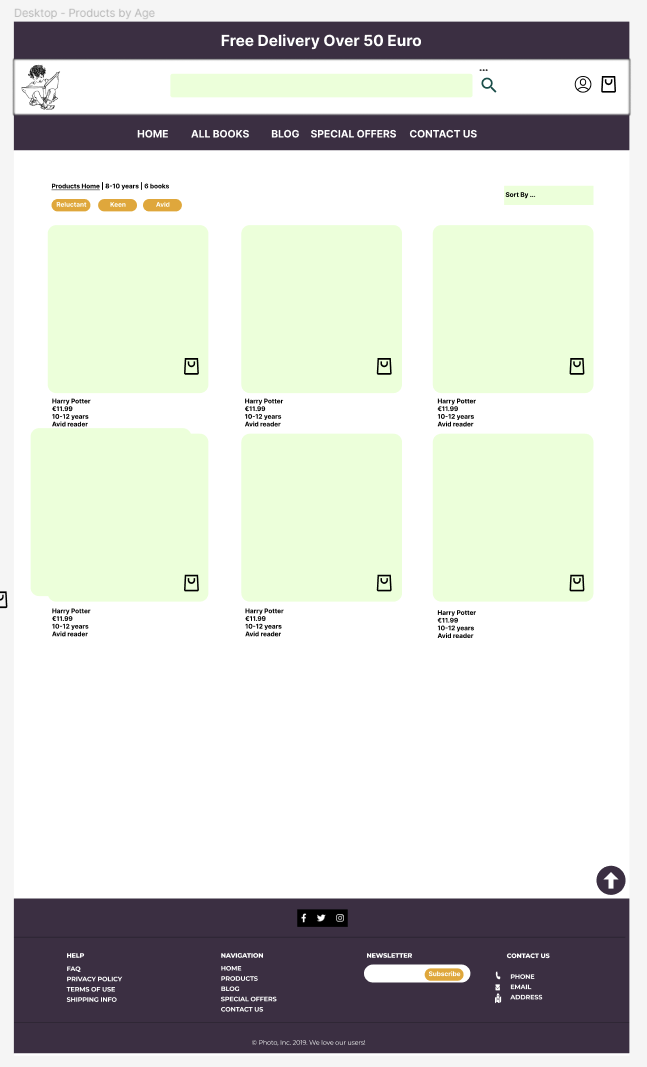 Desktop - Products by Age
Free Delivery Over 50 Euro
...
HOME ALL BOOKS BLOG SPECIAL OFFERS CONTACT US
Products Home | 8-10 years | 6 books
Sort By ...
Reluctant Keen Avid
Harry Potter
€11.99
10-12 years
Avid reader
Harry Potter
€11.99
10-12 years
Avid reader
Harry Potter
€11.99
10-12 years
Avid reader
Harry Potter
€11.99
10-12 years
Avid reader
Harry Potter
€11.99
10-12 years
Avid reader
Harry Potter
€11.99
10-12 years
Avid reader
HELP
FAQ
PRIVACY POLICY
TERMS OF USE
SHIPPING INFO
NAVIGATION
HOME
PRODUCTS
BLOG
SPECIAL OFFERS
CONTACT US
NEWSLETTER
Subscribe
CONTACT US
PHONE
EMAIL
ADDRESS
© Photo, Inc. 2019. We love our users!